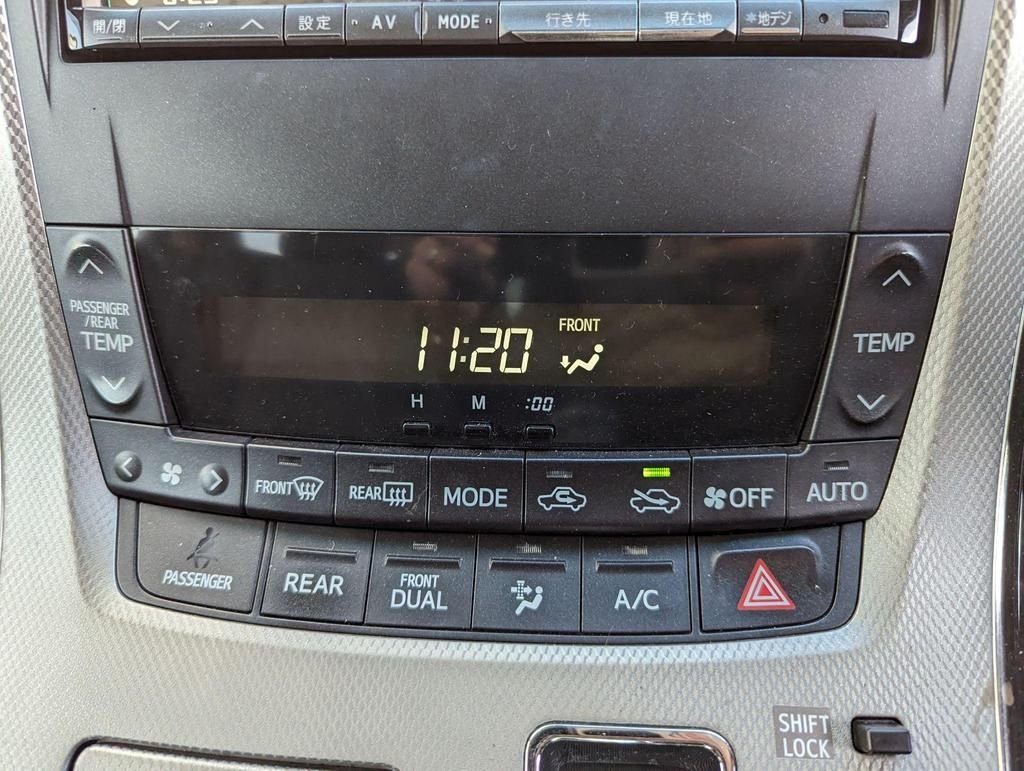 開/閉
設定
AV
MODE
行き先
現在地
*地デジ
PASSENGER
/REAR
TEMP
11:20
FRONT
TEMP
H
M
:00
FRONT
REAR
MODE
OFF
AUTO
PASSENGER
REAR
FRONT
DUAL
A/C
SHIFT
LOCK